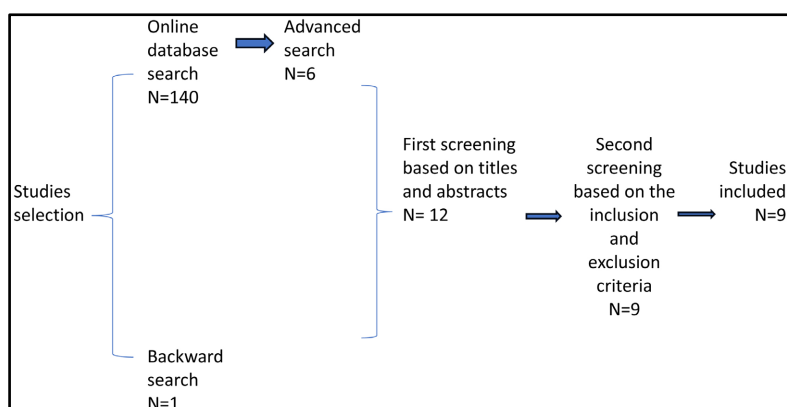 Online
database
search
N=140
Advanced
search
N=6
Studies
selection
First screening
based on titles
and abstracts
N= 12
Second
screening
based on the
inclusion
and
exclusion
criteria
N=9
Studies
included
N=9
Backward
search
N=1